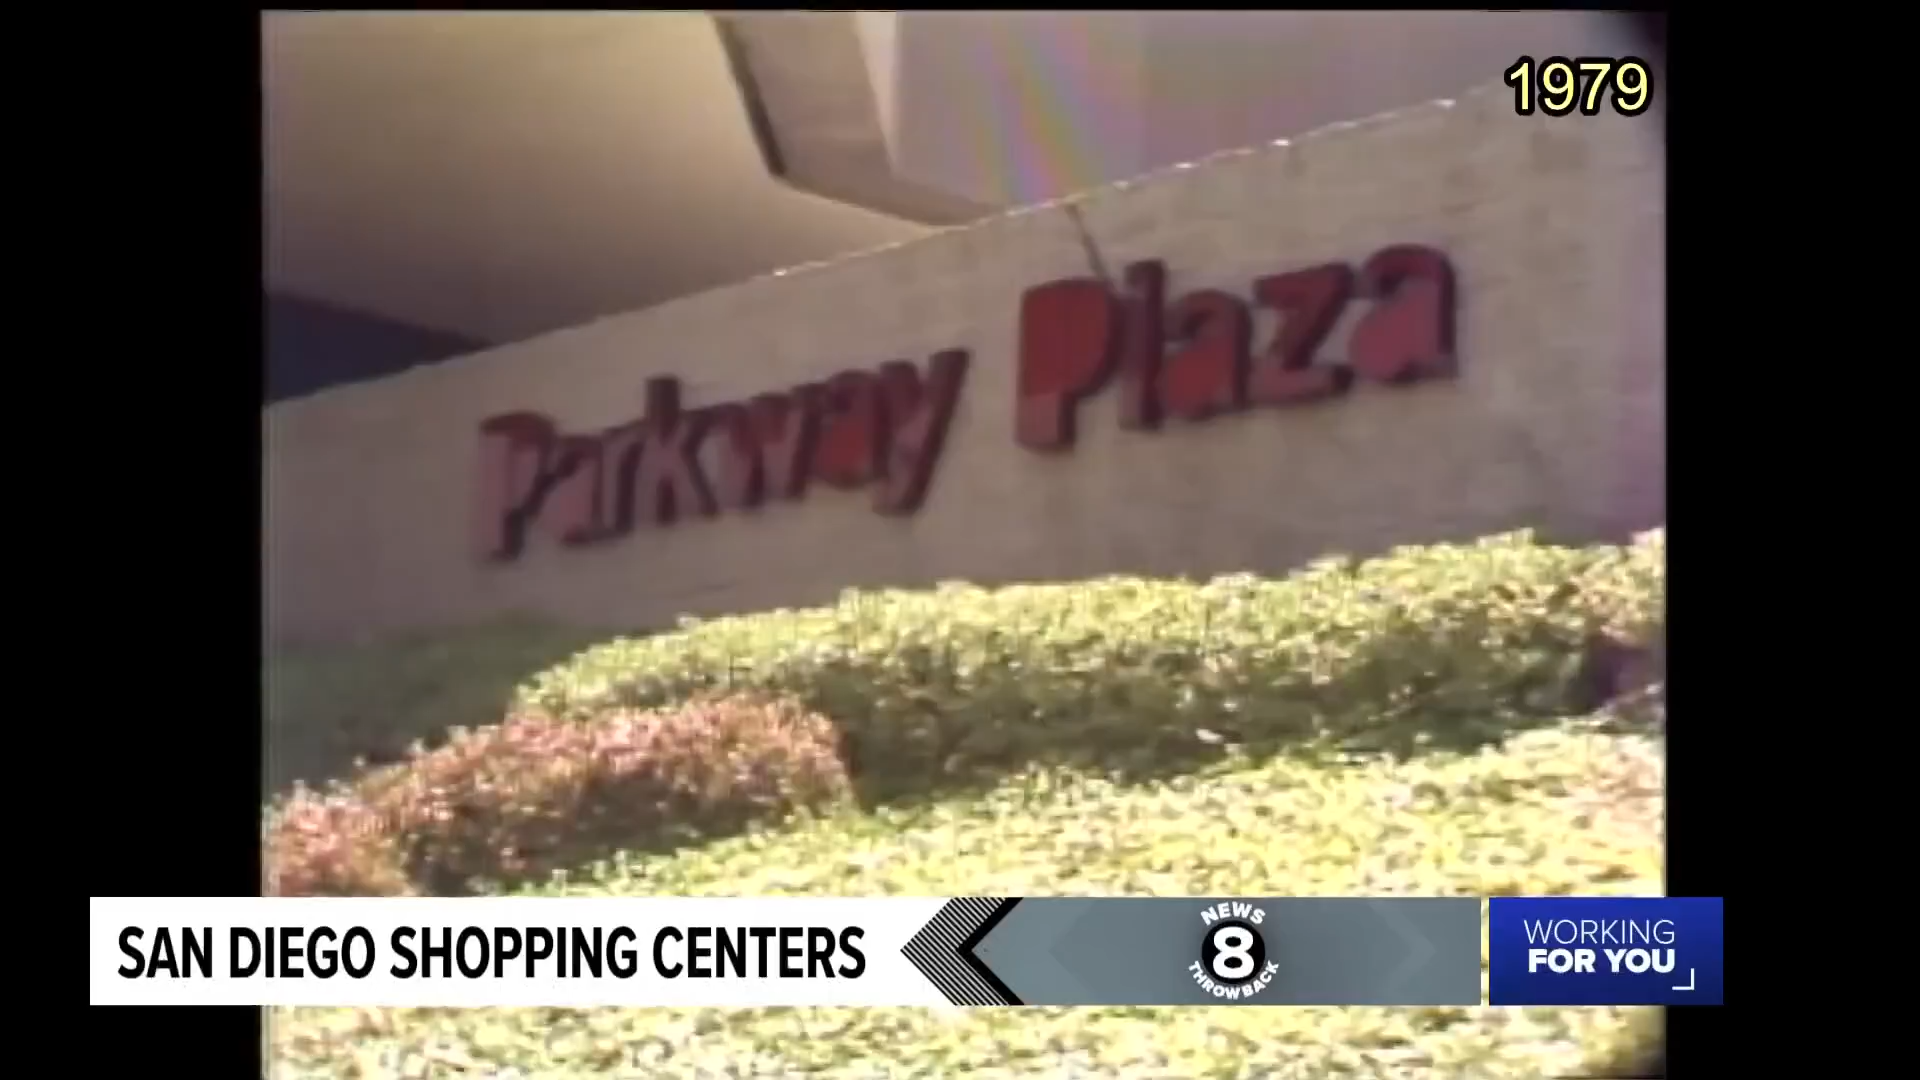 1979
Parkway Plaza
SAN DIEGO SHOPPING CENTERS
NEWS
8
THROWBACK
WORKING
FOR YOU